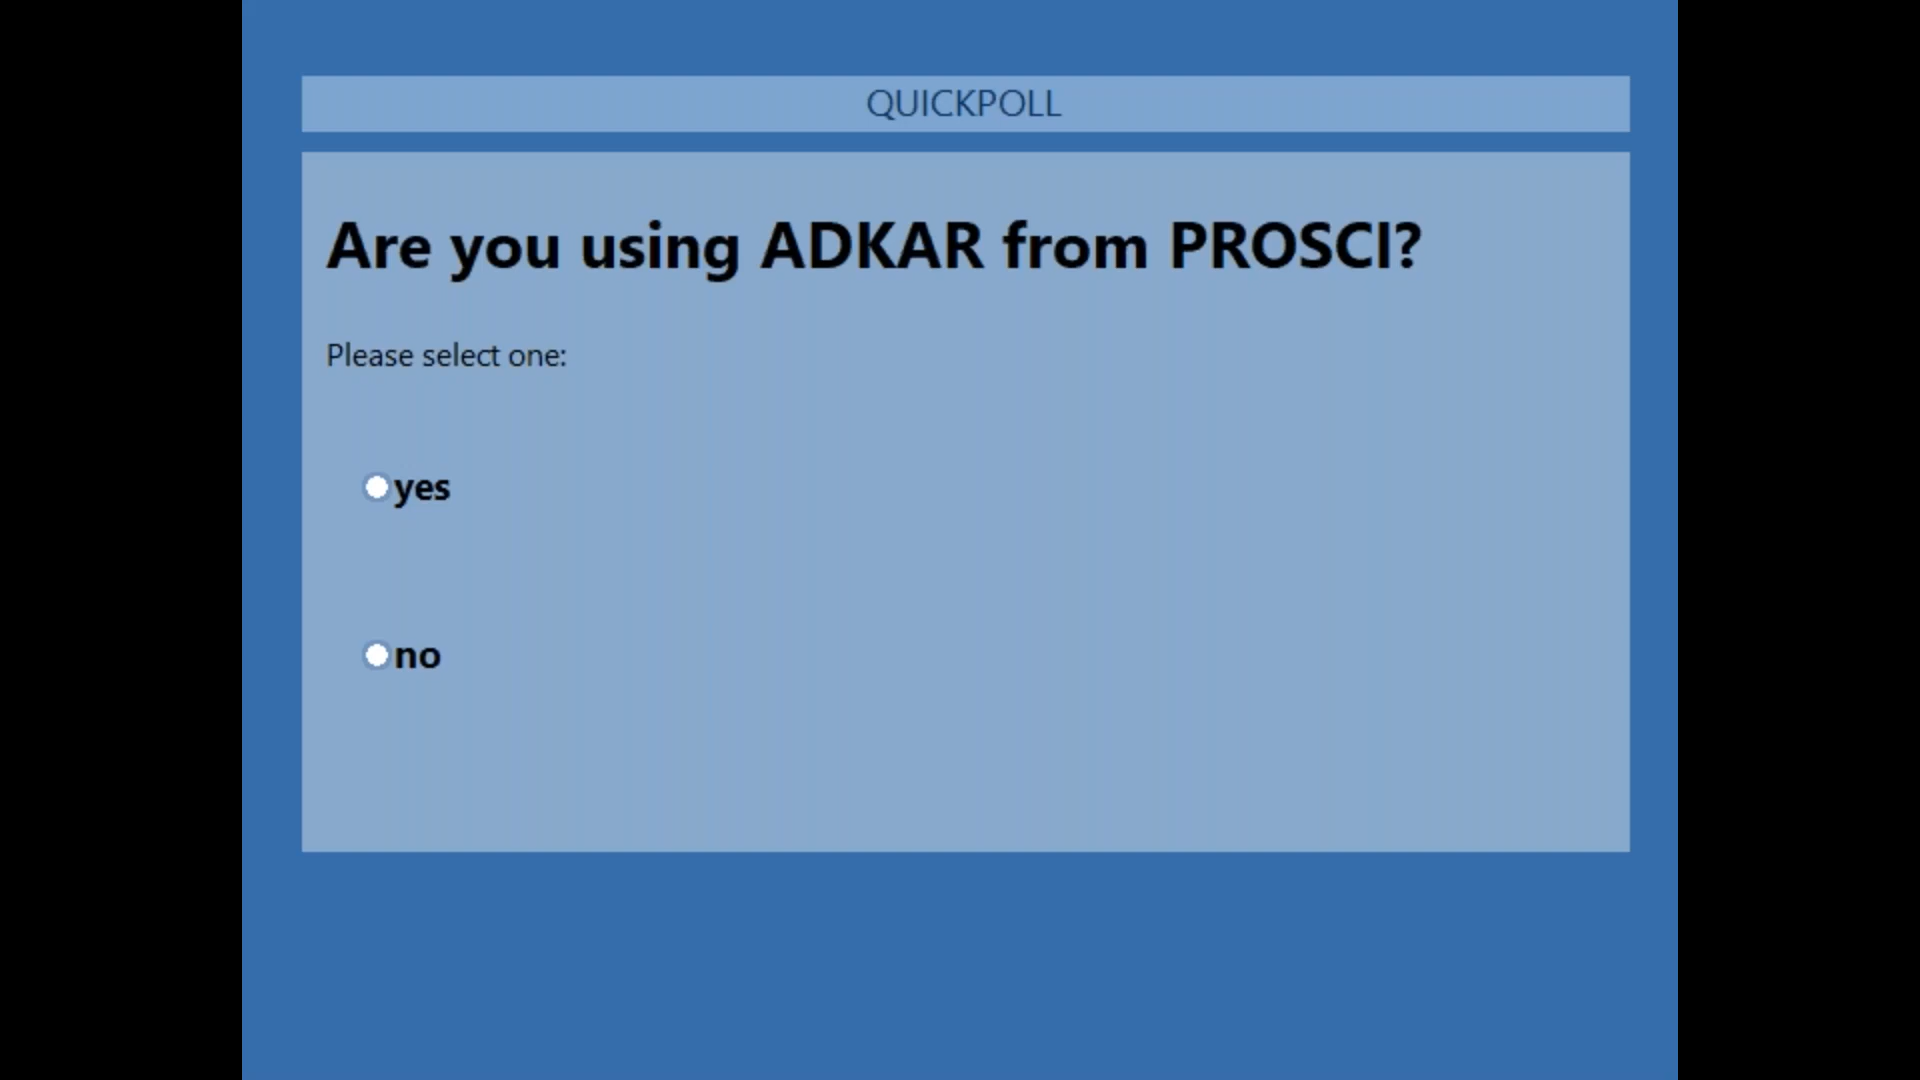 QUICKPOLL
Are you using ADKAR from PROSCI?
Please select one:
yes
no